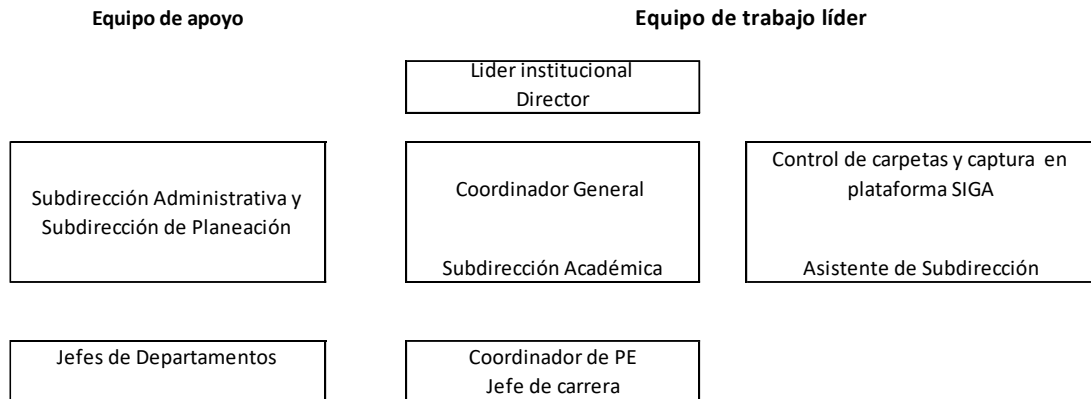 Equipo de apoyo
Equipo de trabajo líder
Lider institucional
Director
Subdirección Administrativa y
Subdirección de Planeación
Coordinador General
Subdirección Académica
Control de carpetas y captura en
plataforma SIGA
Asistente de Subdirección
Jefes de Departamentos
Coordinador de PE
Jefe de carrera